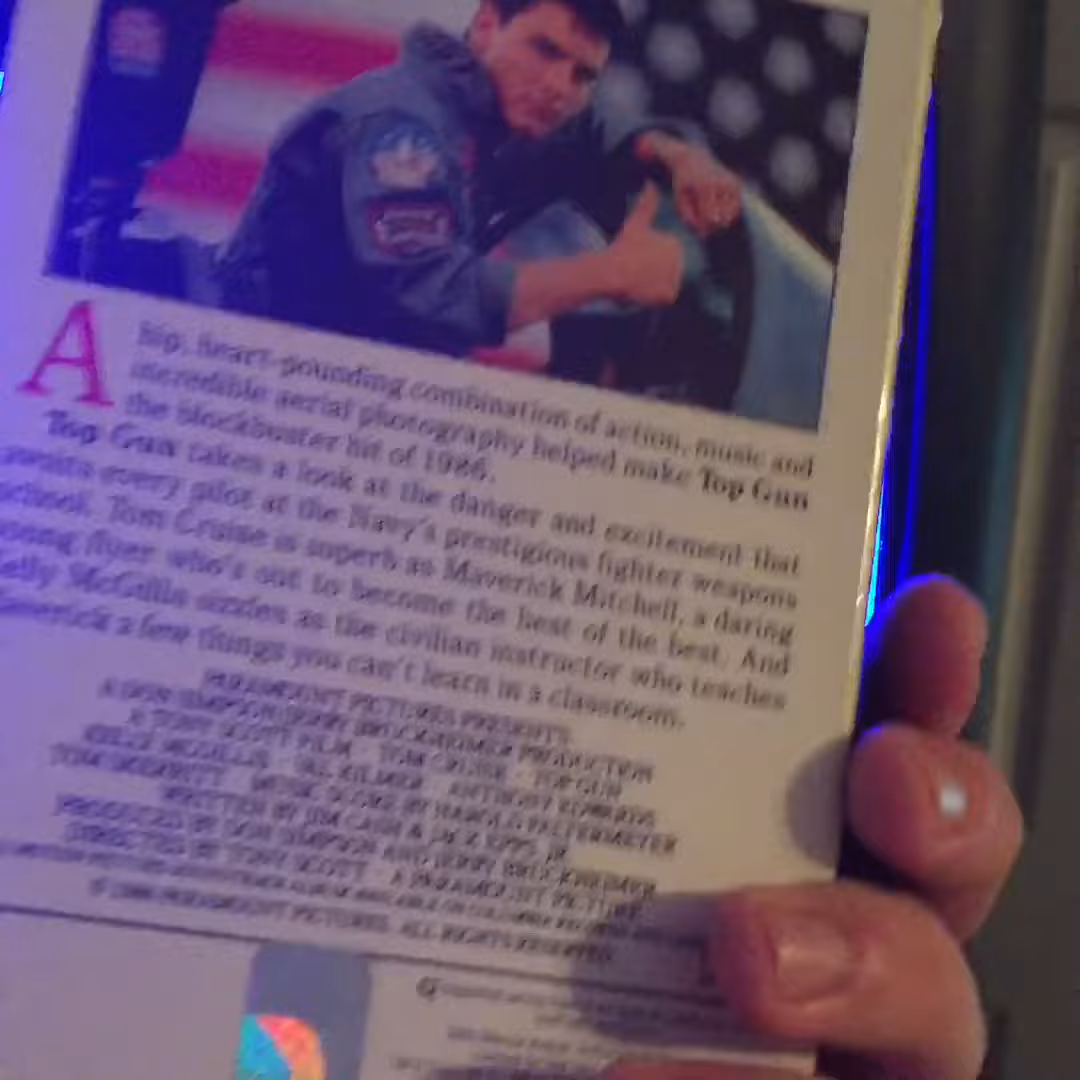 A hip, heart-pounding combination of action, music and
incredible aerial photography helped make Top Gun
the blockbuster hit of 1986.
Top Gun takes a look at the danger and excitement that
awaits every pilot at the Navy's prestigious fighter weapons
school. Tom Cruise is superb as Maverick Mitchell, a daring
young flyer who's out to become the best of the best. And
Kelly McGillis sizzles as the civilian instructor who teaches
Maverick a few things you can't learn in a classroom.
PARAMOUNT PICTURES PRESENTS
A DON SIMPSON/JERRY BRUCKHEIMER PRODUCTION
A TONY SCOTT FILM · TOM CRUISE · TOP GUN
KELLY MCGILLIS · VAL KILMER · ANTHONY EDWARDS
TOM SKERRITT · MUSIC SCORE BY HAROLD FALTERMEYER
WRITTEN BY JIM CASH & JACK EPPS, JR.
PRODUCED BY DON SIMPSON AND JERRY BRUCKHEIMER
DIRECTED BY TONY SCOTT · A PARAMOUNT PICTURE
PARAMOUNT PICTURES. ALL RIGHTS RESERVED.